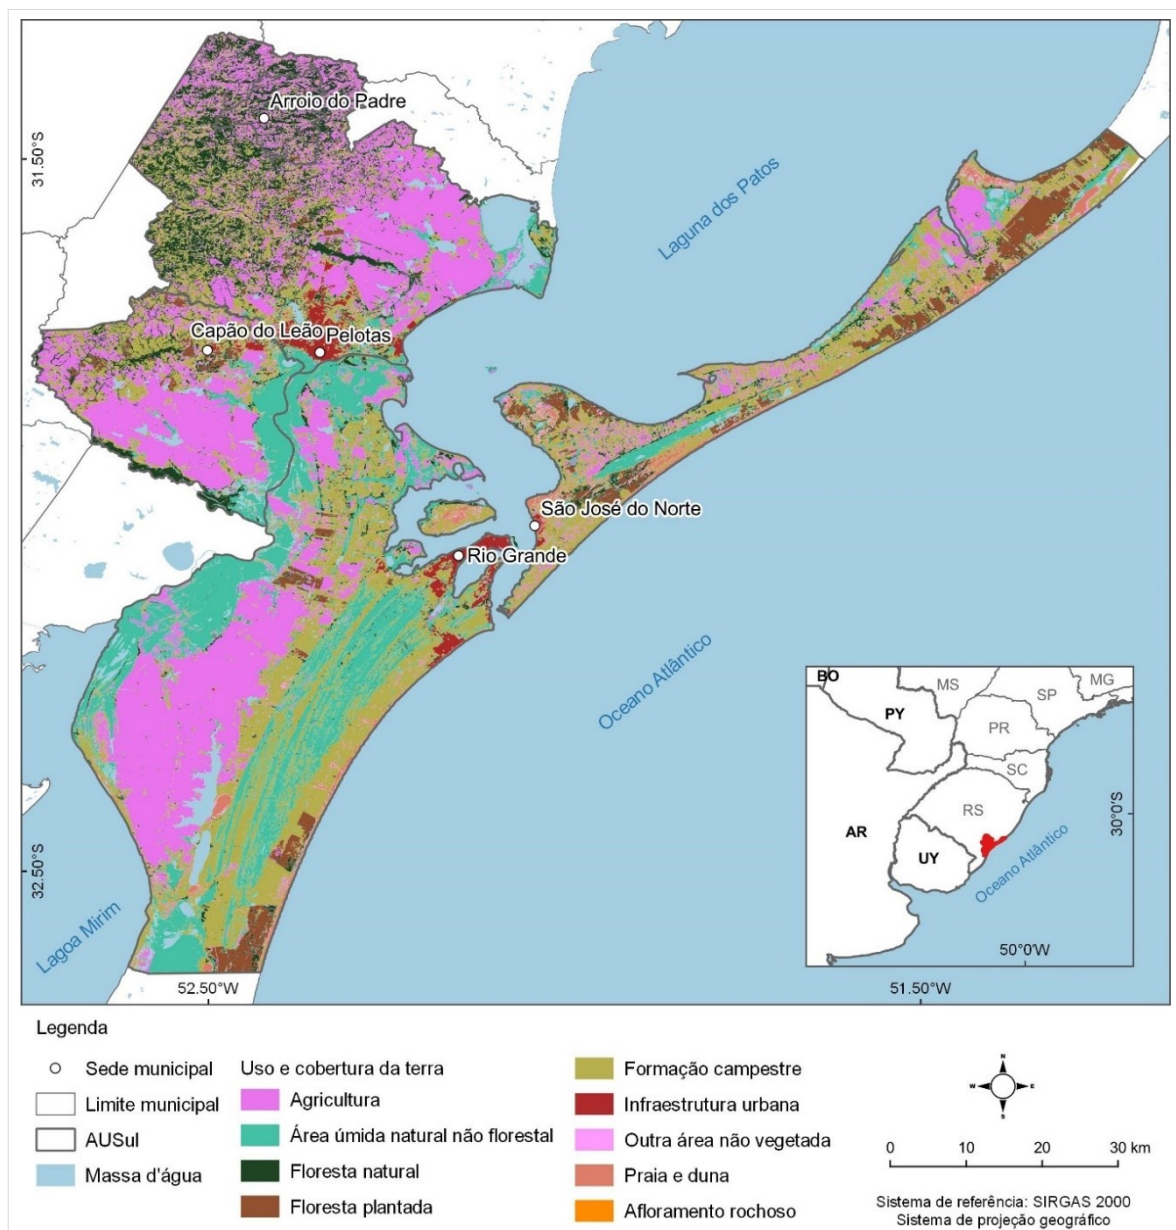 Arroio do Padre
31.50°S
Laguna dos Patos
Capão do Leão
Pelotas
São José do Norte
Rio Grande
Oceano Atlântico
32.50°S
Lagoa Mirim
52.50°W
51.50°W
BO
MS
MG
SP
PY
PR
SC
RS
AR
UY
30°0'S
Oceano Atlântico
50°0'W
Legenda
Sede municipal
Limite municipal
AUSul
Massa d'água
Uso e cobertura da terra
Agricultura
Área úmida natural não florestal
Floresta natural
Floresta plantada
Formação campestre
Infraestrutura urbana
Outra área não vegetada
Praia e duna
Afloramento rochoso
N
W E
S
0 10 20 30 km
Sistema de referência: SIRGAS 2000
Sistema de projeção geográfico